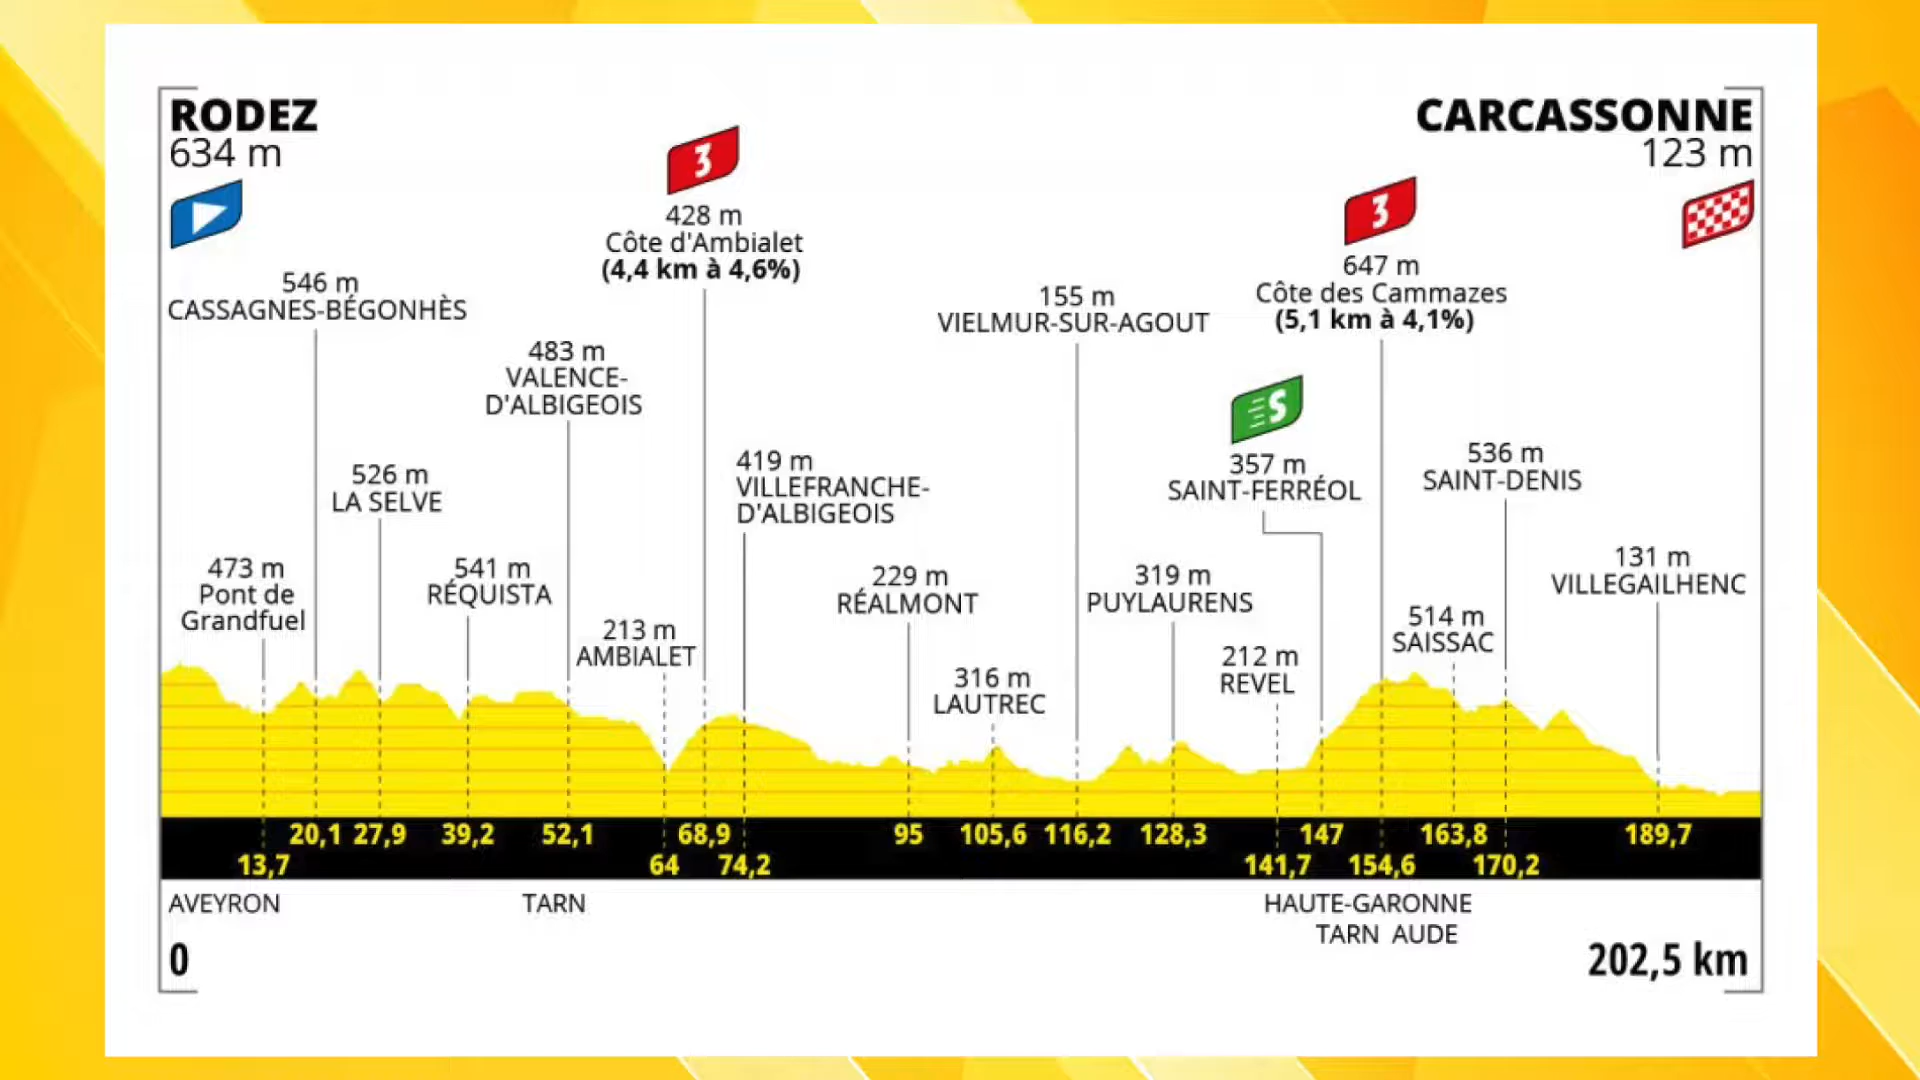 RODEZ
634 m
CARCASSONNE
123 m
3
428 m
Côte d'Ambialet
(4,4 km à 4,6%)
3
647 m
Côte des Cammazes
(5,1 km à 4,1%)
546 m
CASSAGNES-BÉGONHÈS
155 m
VIELMUR-SUR-AGOUT
483 m
VALENCE-
D'ALBIGEOIS
S
357 m
SAINT-FERRÉOL
419 m
VILLEFRANCHE-
D'ALBIGEOIS
536 m
SAINT-DENIS
526 m
LA SELVE
473 m
Pont de
Grandfuel
541 m
RÉQUISTA
229 m
RÉALMONT
319 m
PUYLAURENS
131 m
VILLEGAILHENC
213 m
AMBIALET
514 m
SAISSAC
316 m
LAUTREC
212 m
REVEL
20,1 27,9 39,2 52,1 68,9 95 105,6 116,2 128,3 147 163,8 189,7
13,7 64 74,2 141,7 154,6 170,2
AVEYRON TARN HAUTE-GARONNE
TARN AUDE
0 202,5 km